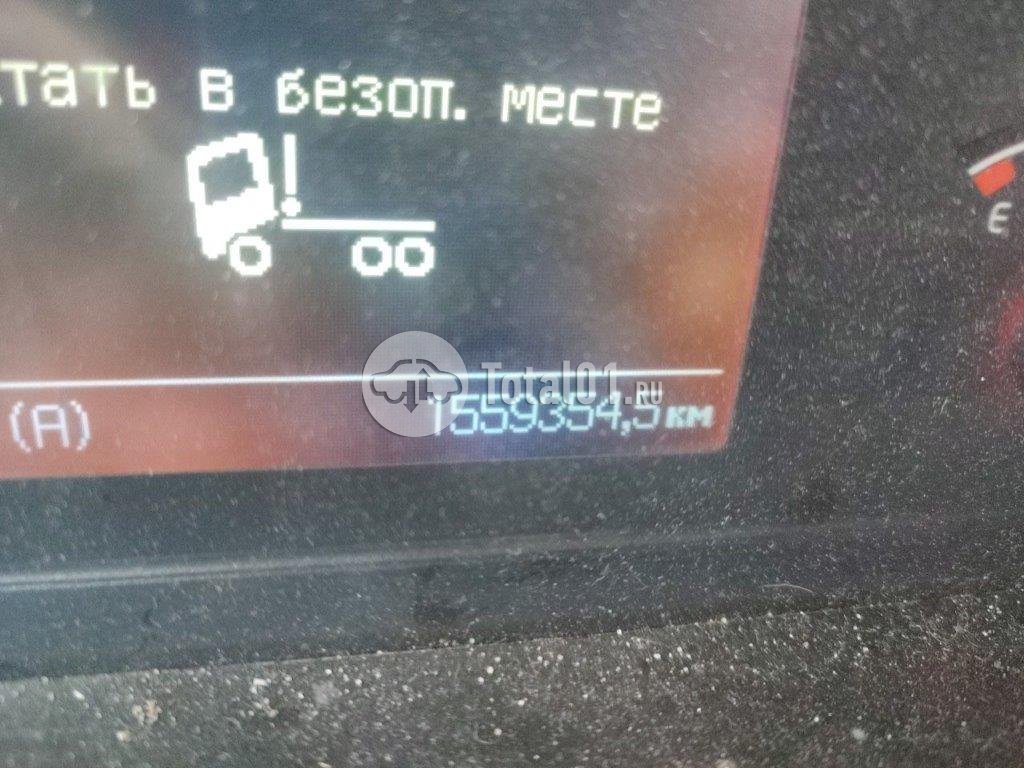 тать в безоп. месте
E
Total01.RU
(A) 1559354,5 км